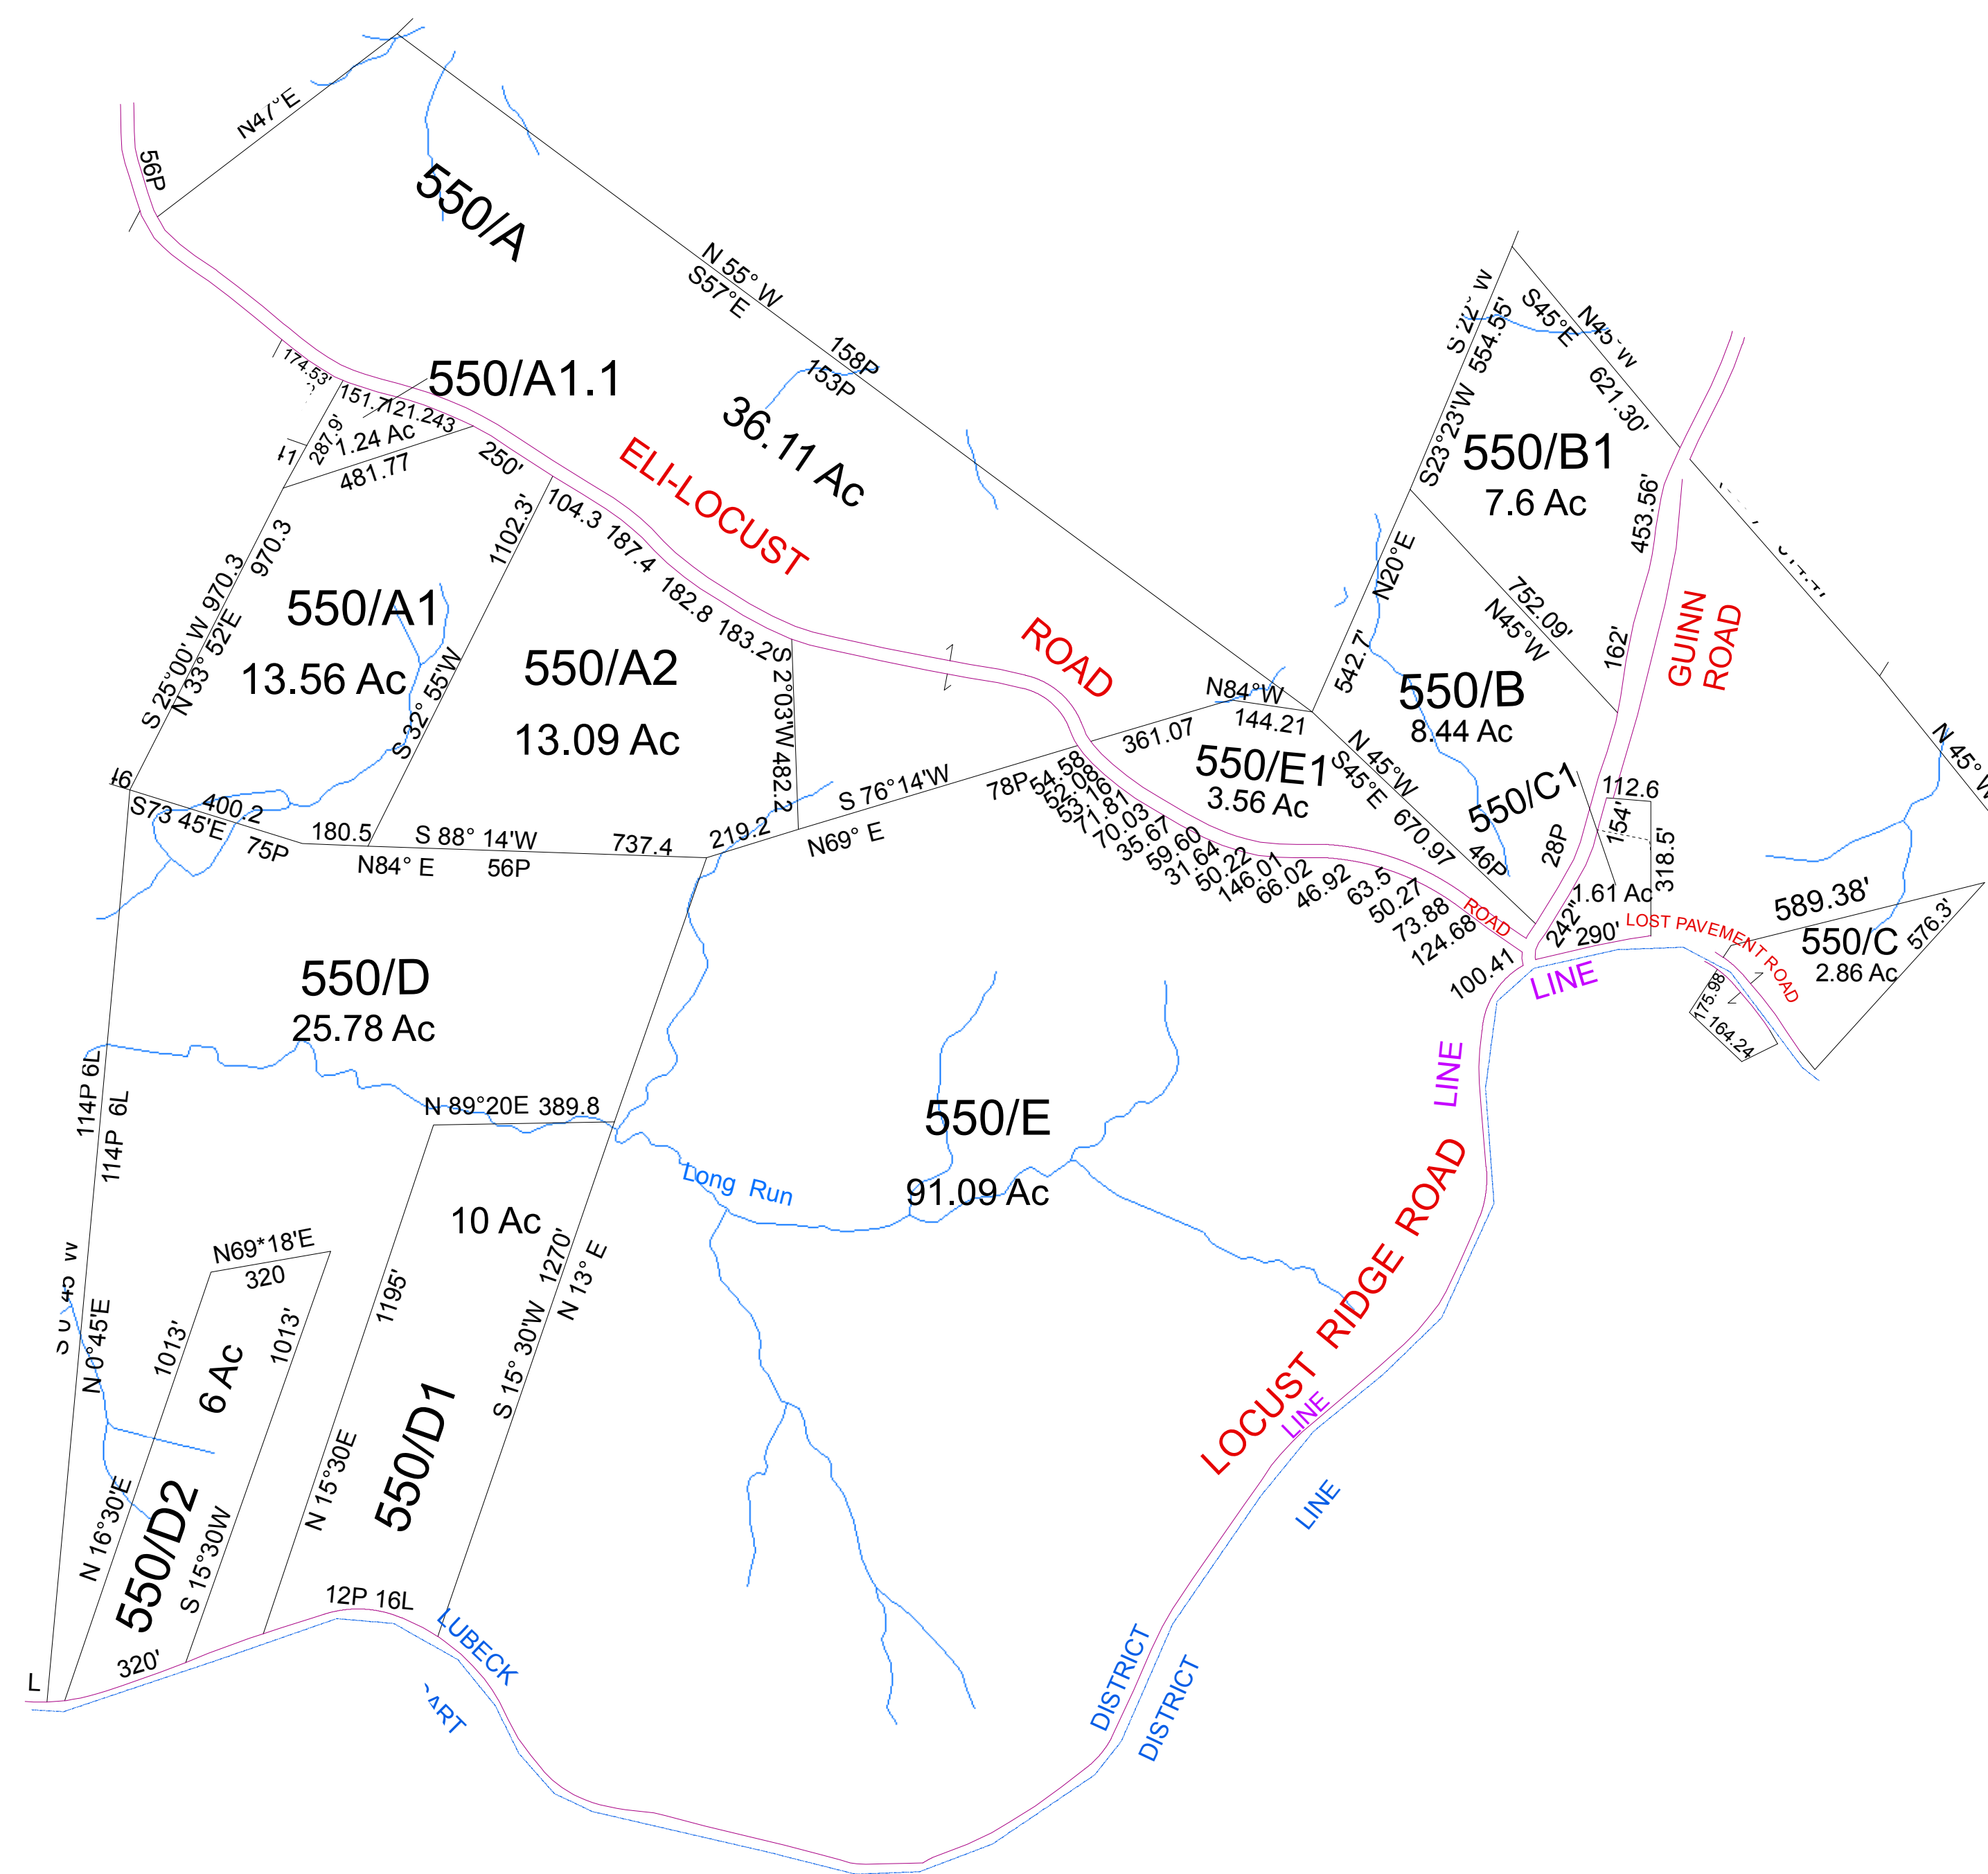 N47°E
56P
550/A
N 55° W
S57°E
158P
153P
36.11 Ac
550/A1.1
174.53'
151.7
121.243
287.9'
1.24 Ac
481.77
250'
ELI-LOCUST
ROAD
104.3
187.4
182.8
183.2
1102.3'
970.3
S 25°00' W 970.3
N 33° 52'E
550/A1
13.56 Ac
S 32° 55'W
550/A2
13.09 Ac
S 2°03'W 482.2
S 22° W
554.55'
S23°23'W
S45°E
N45°W
621.30'
550/B1
7.6 Ac
453.56'
N20°E
542.7'
752.09'
N45°W
162'
GUINN
ROAD
550/B
8.44 Ac
N84°W
144.21
361.07
550/E1
3.56 Ac
N 45°W
S45°E
670.97
46P
550/C1
112.6
154'
28P
318.5'
1.61 Ac
242"
290'
N 45° W
LOST PAVEMENT ROAD
589.38'
550/C
2.86 Ac
576.3'
175.98
164.24
S73 45'E
400.2
75P
180.5
S 88° 14'W
737.4
N84° E
56P
219.2
S 76°14'W
78P
N69° E
54.58
52.08
53.16
71.81
70.03
35.67
59.60
31.64
50.22
146.01
66.02
46.92
63.5
50.27
73.88
124.68
100.41
ROAD
LINE
LINE
550/D
25.78 Ac
114P 6L
114P 6L
N 89°20E 389.8
Long Run
550/E
91.09 Ac
10 Ac
N69*18'E
320
1013'
6 Ac
1013'
1195'
S 15° 30'W 1270'
N 13° E
N 0°45'E
N 16°30'E
550/D2
S 15°30W
N 15°30E
550/D1
320'
12P 16L
L
LOCUST RIDGE ROAD
LINE
LINE
LUBECK
DISTRICT
DISTRICT